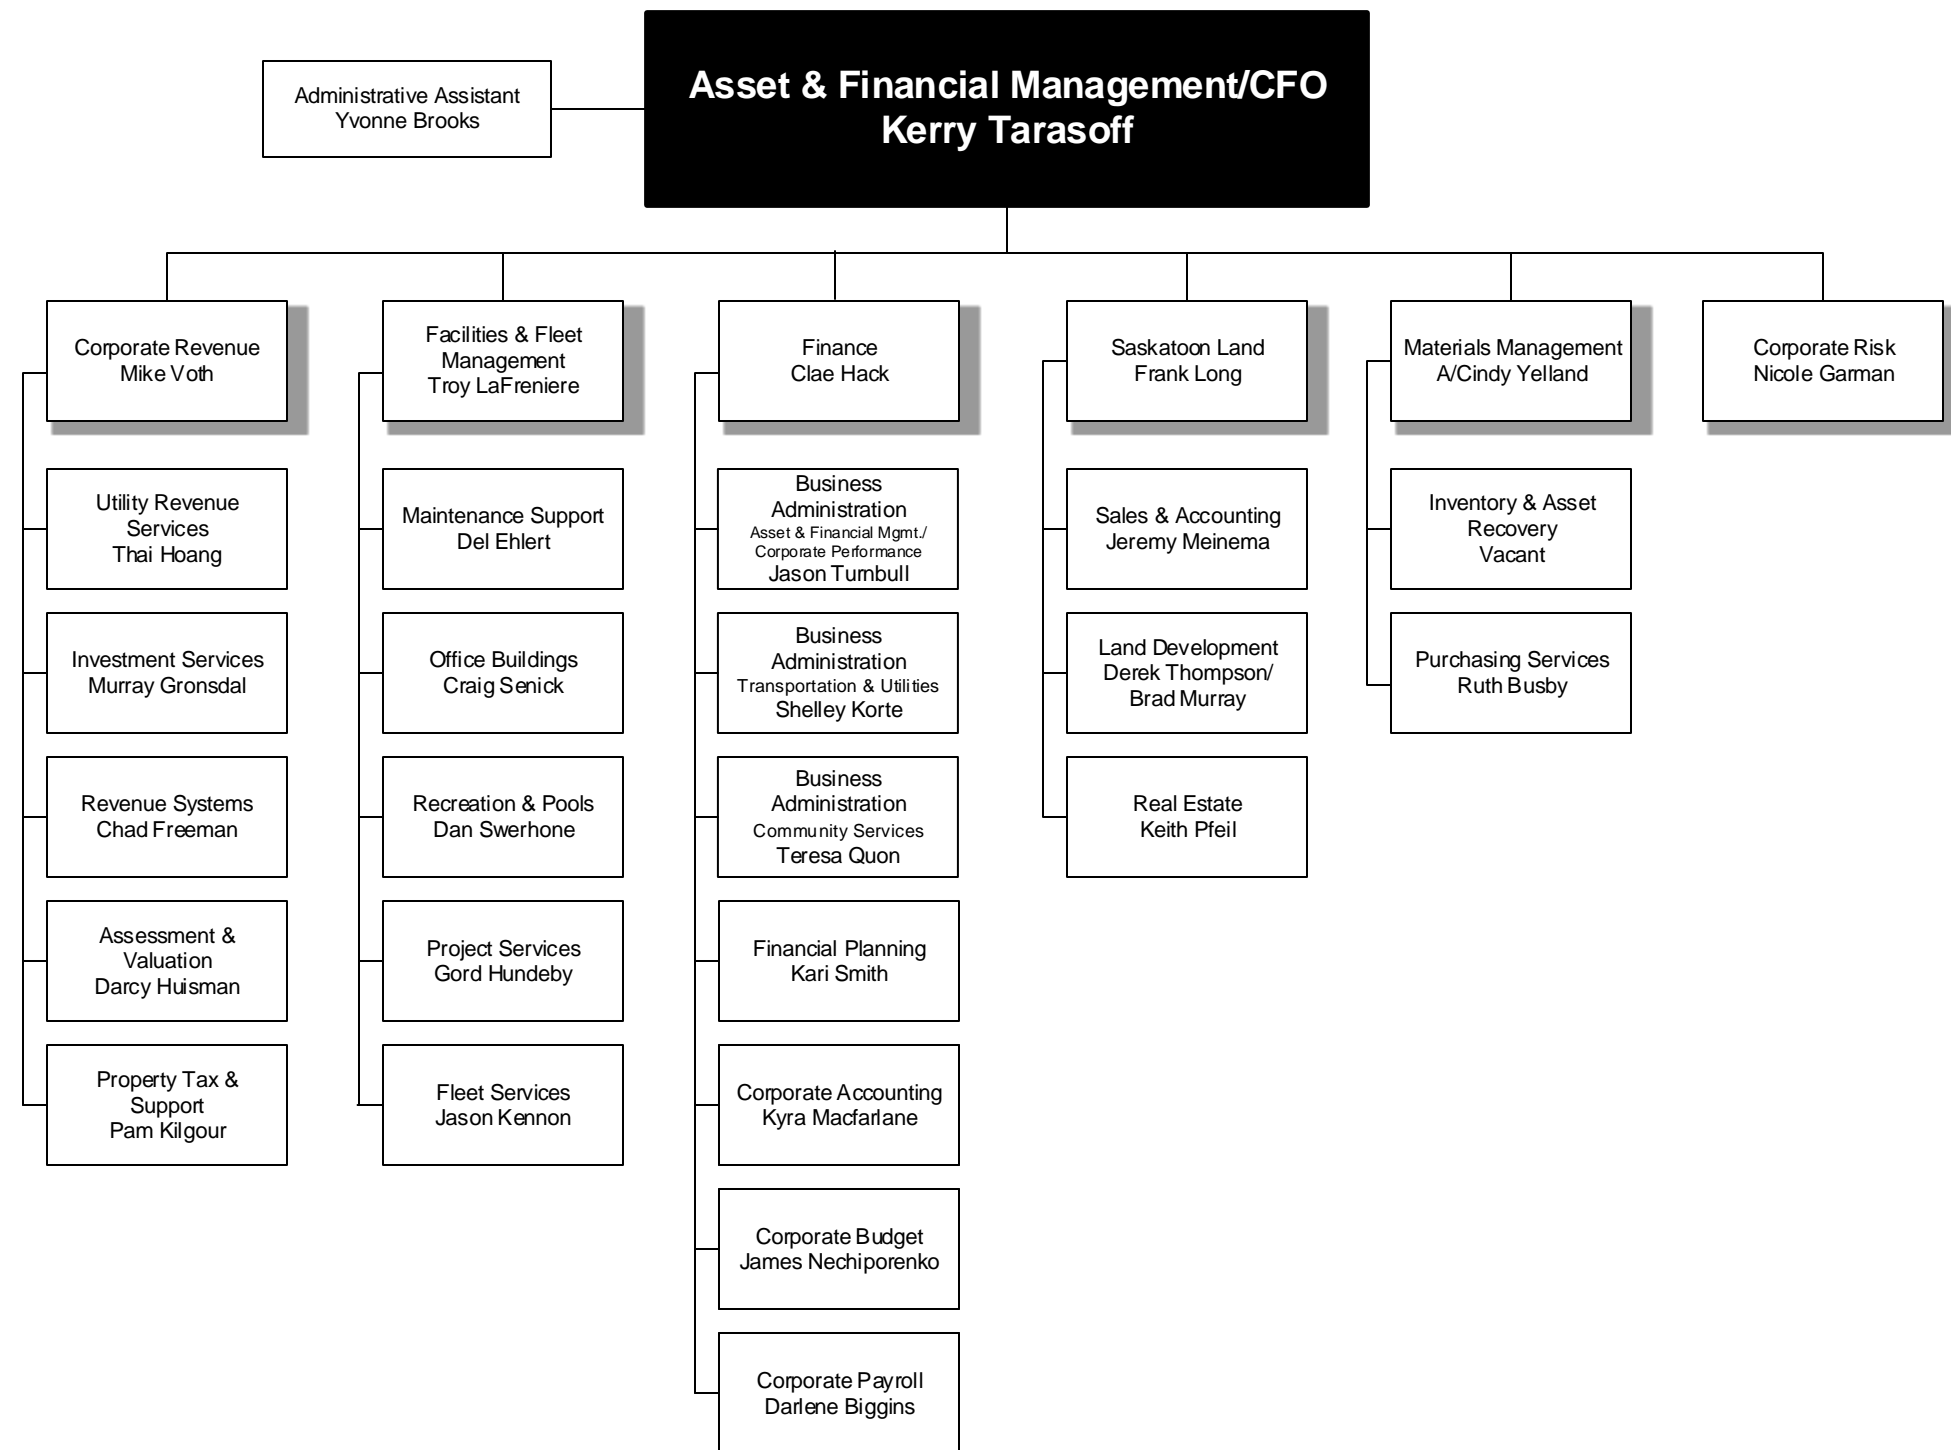 Administrative Assistant
Yvonne Brooks
Asset & Financial Management/CFO
Kerry Tarasoff
Corporate Revenue
Mike Voth
Utility Revenue
Services
Thai Hoang
Investment Services
Murray Gronsdal
Revenue Systems
Chad Freeman
Assessment &
Valuation
Darcy Huisman
Property Tax &
Support
Pam Kilgour
Facilities & Fleet
Management
Troy LaFreniere
Maintenance Support
Del Ehlert
Office Buildings
Craig Senick
Recreation & Pools
Dan Swerhone
Project Services
Gord Hundeby
Fleet Services
Jason Kennon
Finance
Clae Hack
Business
Administration
Asset & Financial Mgmt./
Corporate Performance
Jason Turnbull
Business
Administration
Transportation & Utilities
Shelley Korte
Business
Administration
Community Services
Teresa Quon
Financial Planning
Kari Smith
Corporate Accounting
Kyra Macfarlane
Corporate Budget
James Nechiporenko
Corporate Payroll
Darlene Biggins
Saskatoon Land
Frank Long
Sales & Accounting
Jeremy Meinema
Land Development
Derek Thompson/
Brad Murray
Real Estate
Keith Pfeil
Materials Management
A/Cindy Yelland
Inventory & Asset
Recovery
Vacant
Purchasing Services
Ruth Busby
Corporate Risk
Nicole Garman